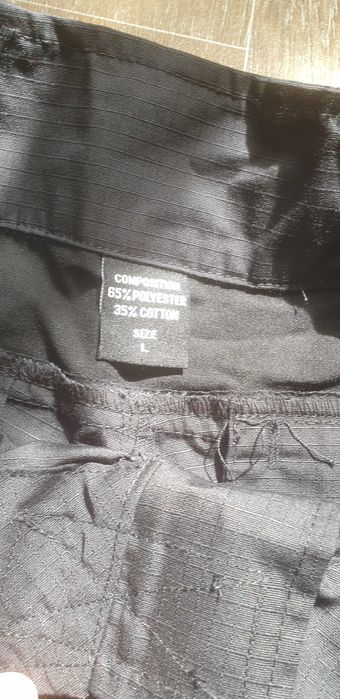 COMPOSITION
65% POLYESTER
35% COTTON
SIZE
L